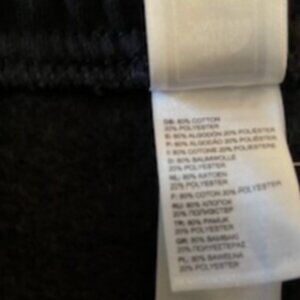 GB: 80% COTTON
20% POLYESTER
E: 80% ALGODÓN 20% POLIÉSTER
P: 80% ALGODÃO 20% POLIÉSTER
I: 80% COTONE 20% POLIESTERE
D: 80% BAUMWOLLE
20% POLYESTER
NL: 80% KATOEN
20% POLYESTER
F: 80% COTON 20% POLYESTER
RU: 80% ХЛОПОК
20% ПОЛИЭСТЕР
TR: 80% PAMUK
20% POLYESTER
GR: 80% ΒΑΜΒΑΚΙ
20% ΠΟΛΥΕΣΤΕΡΑΣ
PL: 80% BAWEŁNA
20% POLYESTER